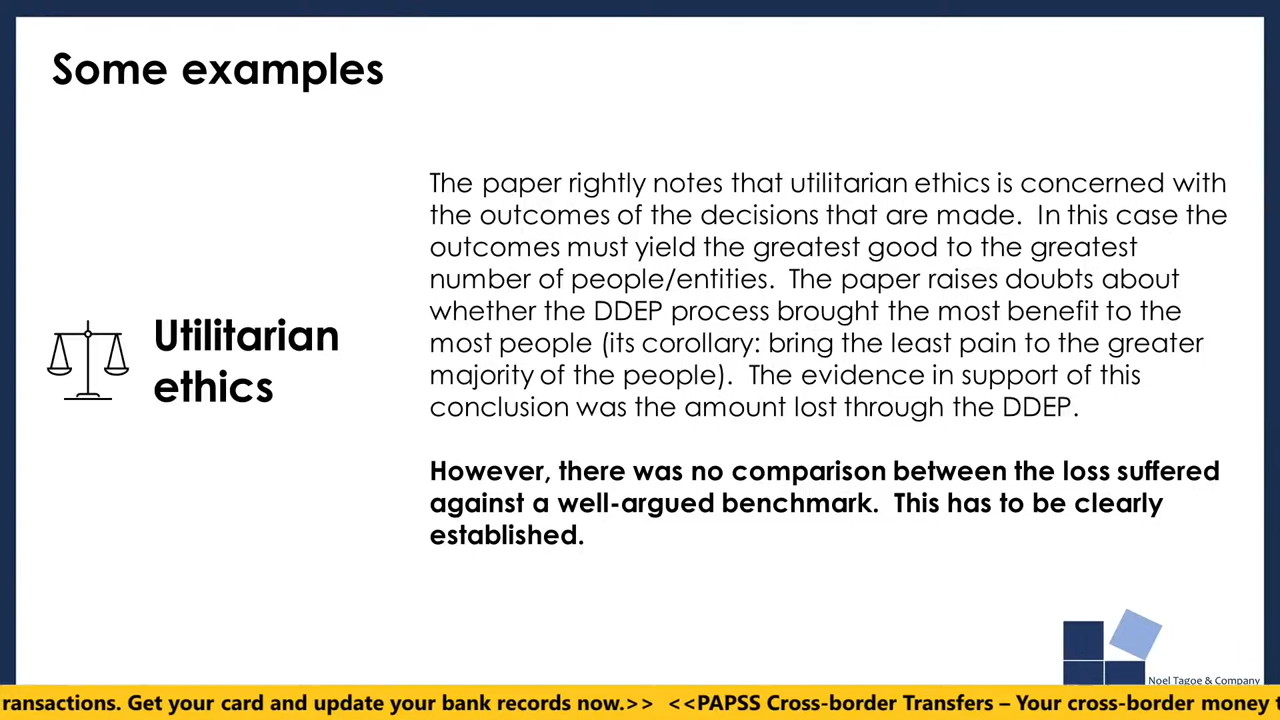 Some examples
Utilitarian
ethics
The paper rightly notes that utilitarian ethics is concerned with
the outcomes of the decisions that are made.  In this case the
outcomes must yield the greatest good to the greatest
number of people/entities.  The paper raises doubts about
whether the DDEP process brought the most benefit to the
most people (its corollary: bring the least pain to the greater
majority of the people).  The evidence in support of this
conclusion was the amount lost through the DDEP.
However, there was no comparison between the loss suffered
against a well-argued benchmark.  This has to be clearly
established.
Noel Tagoe & Company
ransactions. Get your card and update your bank records now.>>  <<PAPSS Cross-border Transfers – Your cross-border money